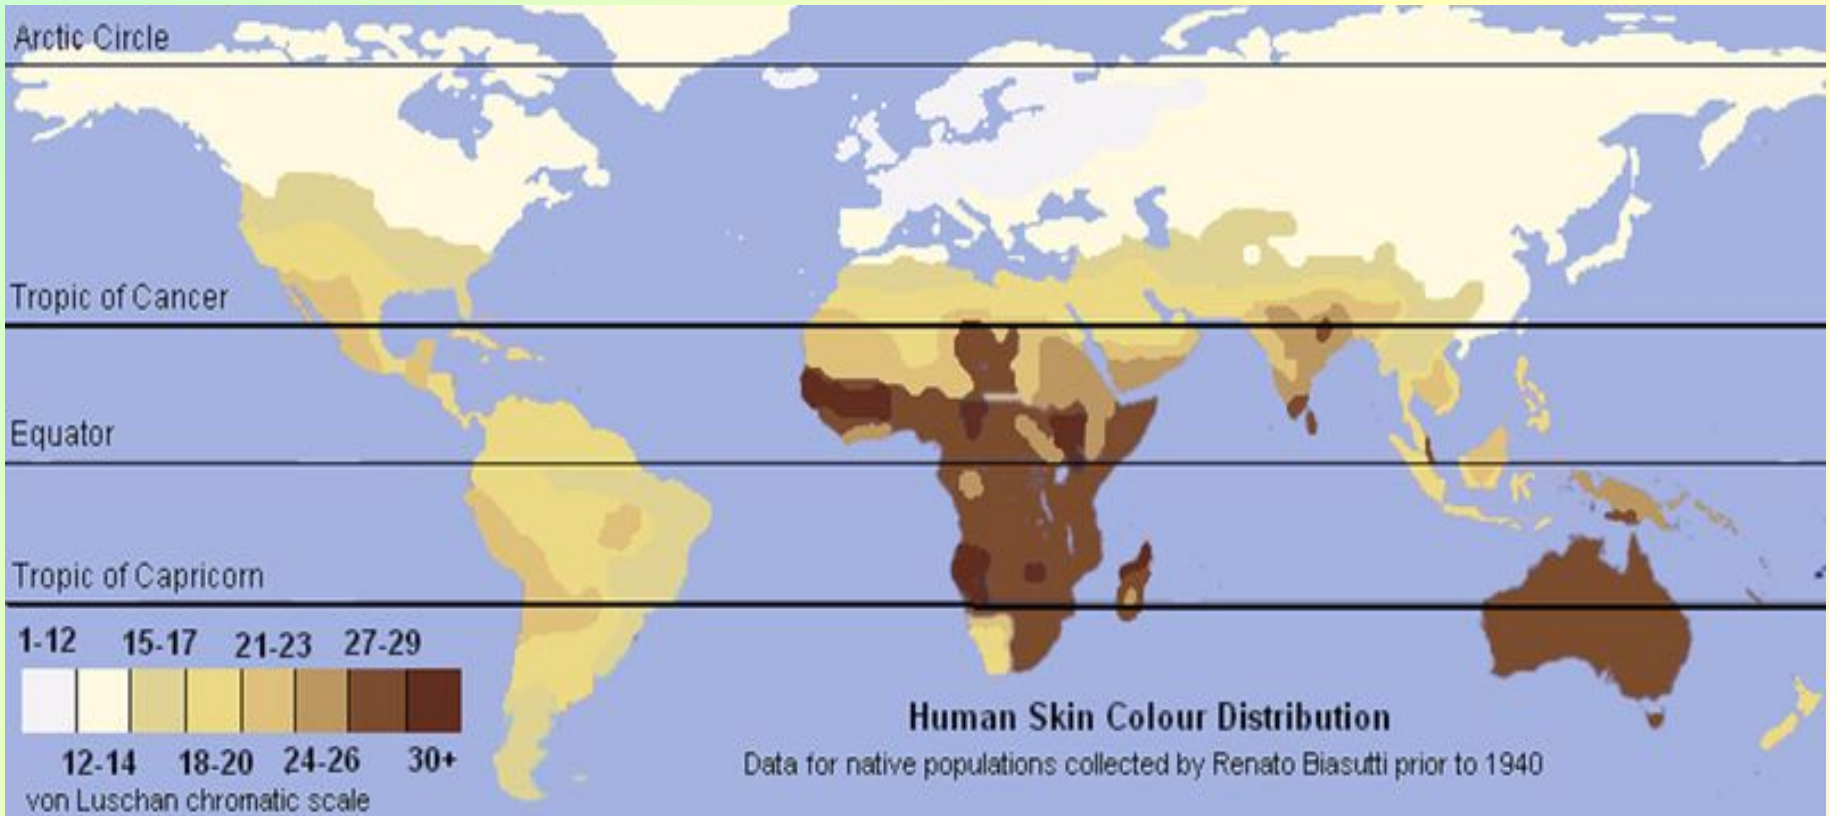 Arctic Circle
Tropic of Cancer
Equator
Tropic of Capricorn
1-12 15-17 21-23 27-29
12-14 18-20 24-26 30+
von Luschan chromatic scale
Human Skin Colour Distribution
Data for native populations collected by Renato Biasutti prior to 1940